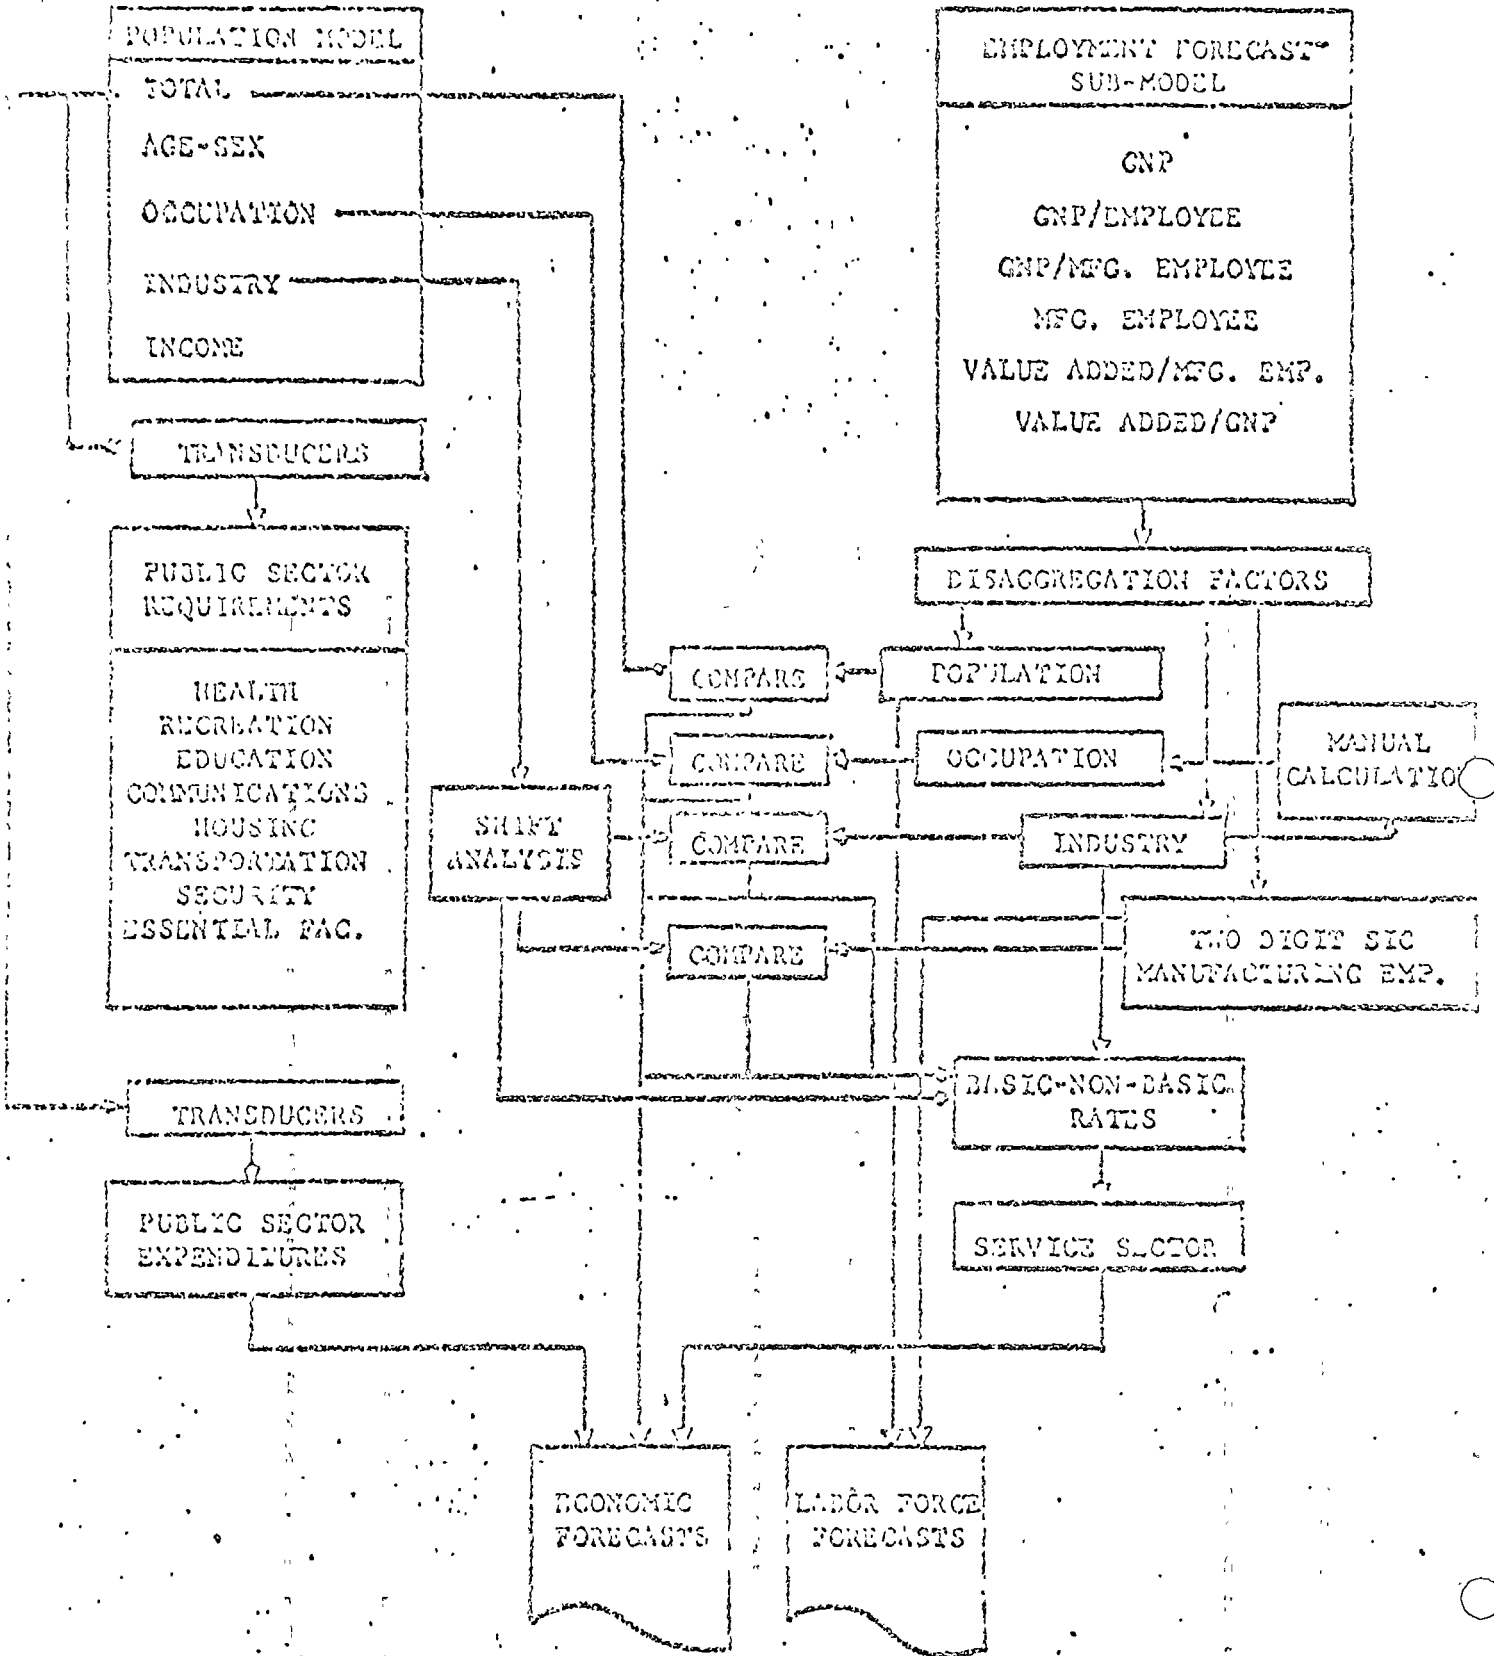 POPULATION MODEL
TOTAL
AGE-SEX
OCCUPATION
INDUSTRY
INCOME
TRANSDUCERS
PUBLIC SECTOR
REQUIREMENTS
HEALTH
RECREATION
EDUCATION
COMMUNICATIONS
HOUSING
TRANSPORTATION
SECURITY
ESSENTIAL FAC.
TRANSDUCERS
PUBLIC SECTOR
EXPENDITURES
SHIFT
ANALYSIS
COMPARE
COMPARE
COMPARE
COMPARE
EMPLOYMENT FORECAST
SUB-MODEL
GNP
GNP/EMPLOYEE
GNP/MFG. EMPLOYEE
MFG. EMPLOYEE
VALUE ADDED/MFG. EMP.
VALUE ADDED/GNP
DISAGGREGATION FACTORS
POPULATION
OCCUPATION
MANUAL
CALCULATION
INDUSTRY
TWO DIGIT SIC
MANUFACTURING EMP.
BASIC-NON-BASIC
RATES
SERVICE SECTOR
ECONOMIC
FORECASTS
LABOR FORCE
FORECASTS